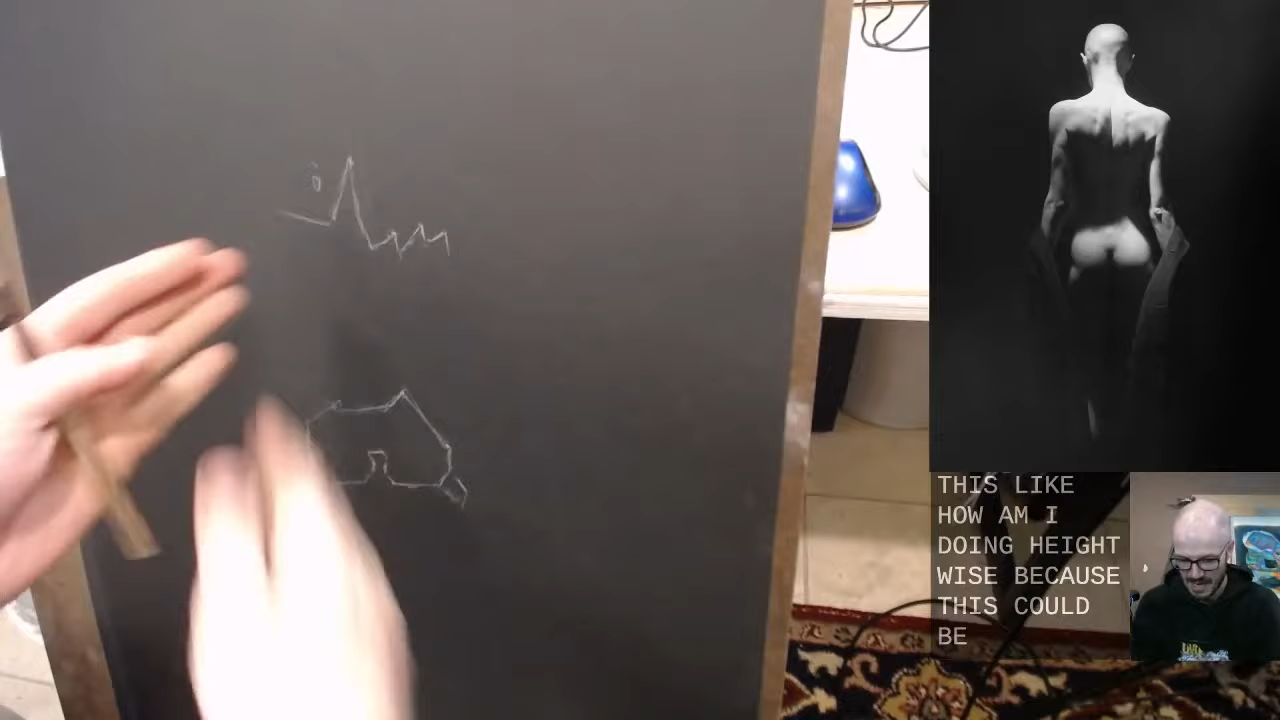 THIS LIKE
HOW AM I
DOING HEIGHT
WISE BECAUSE
THIS COULD
BE